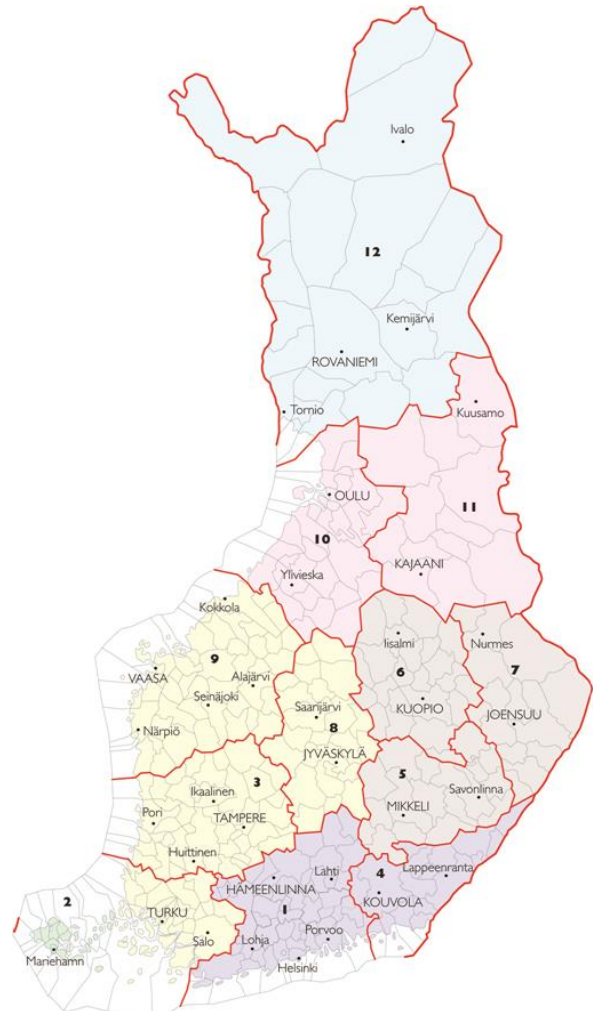 Ivalo
12
Kemijärvi
ROVANIEMI
Tornio
Kuusamo
OULU
11
10
KAJAANI
Ylivieska
Kokkola
Iisalmi
Nurmes
9
6
7
VAASA
Alajärvi
Seinäjoki
KUOPIO
Saarijärvi
JOENSUU
Närpiö
8
JYVÄSKYLÄ
5
3
Ikaalinen
Savonlinna
Pori
TAMPERE
MIKKELI
Huittinen
Lahti
4
Lappeenranta
HÄMEENLINNA
KOUVOLA
2
1
TURKU
Salo
Porvoo
Lohja
Mariehamn
Helsinki